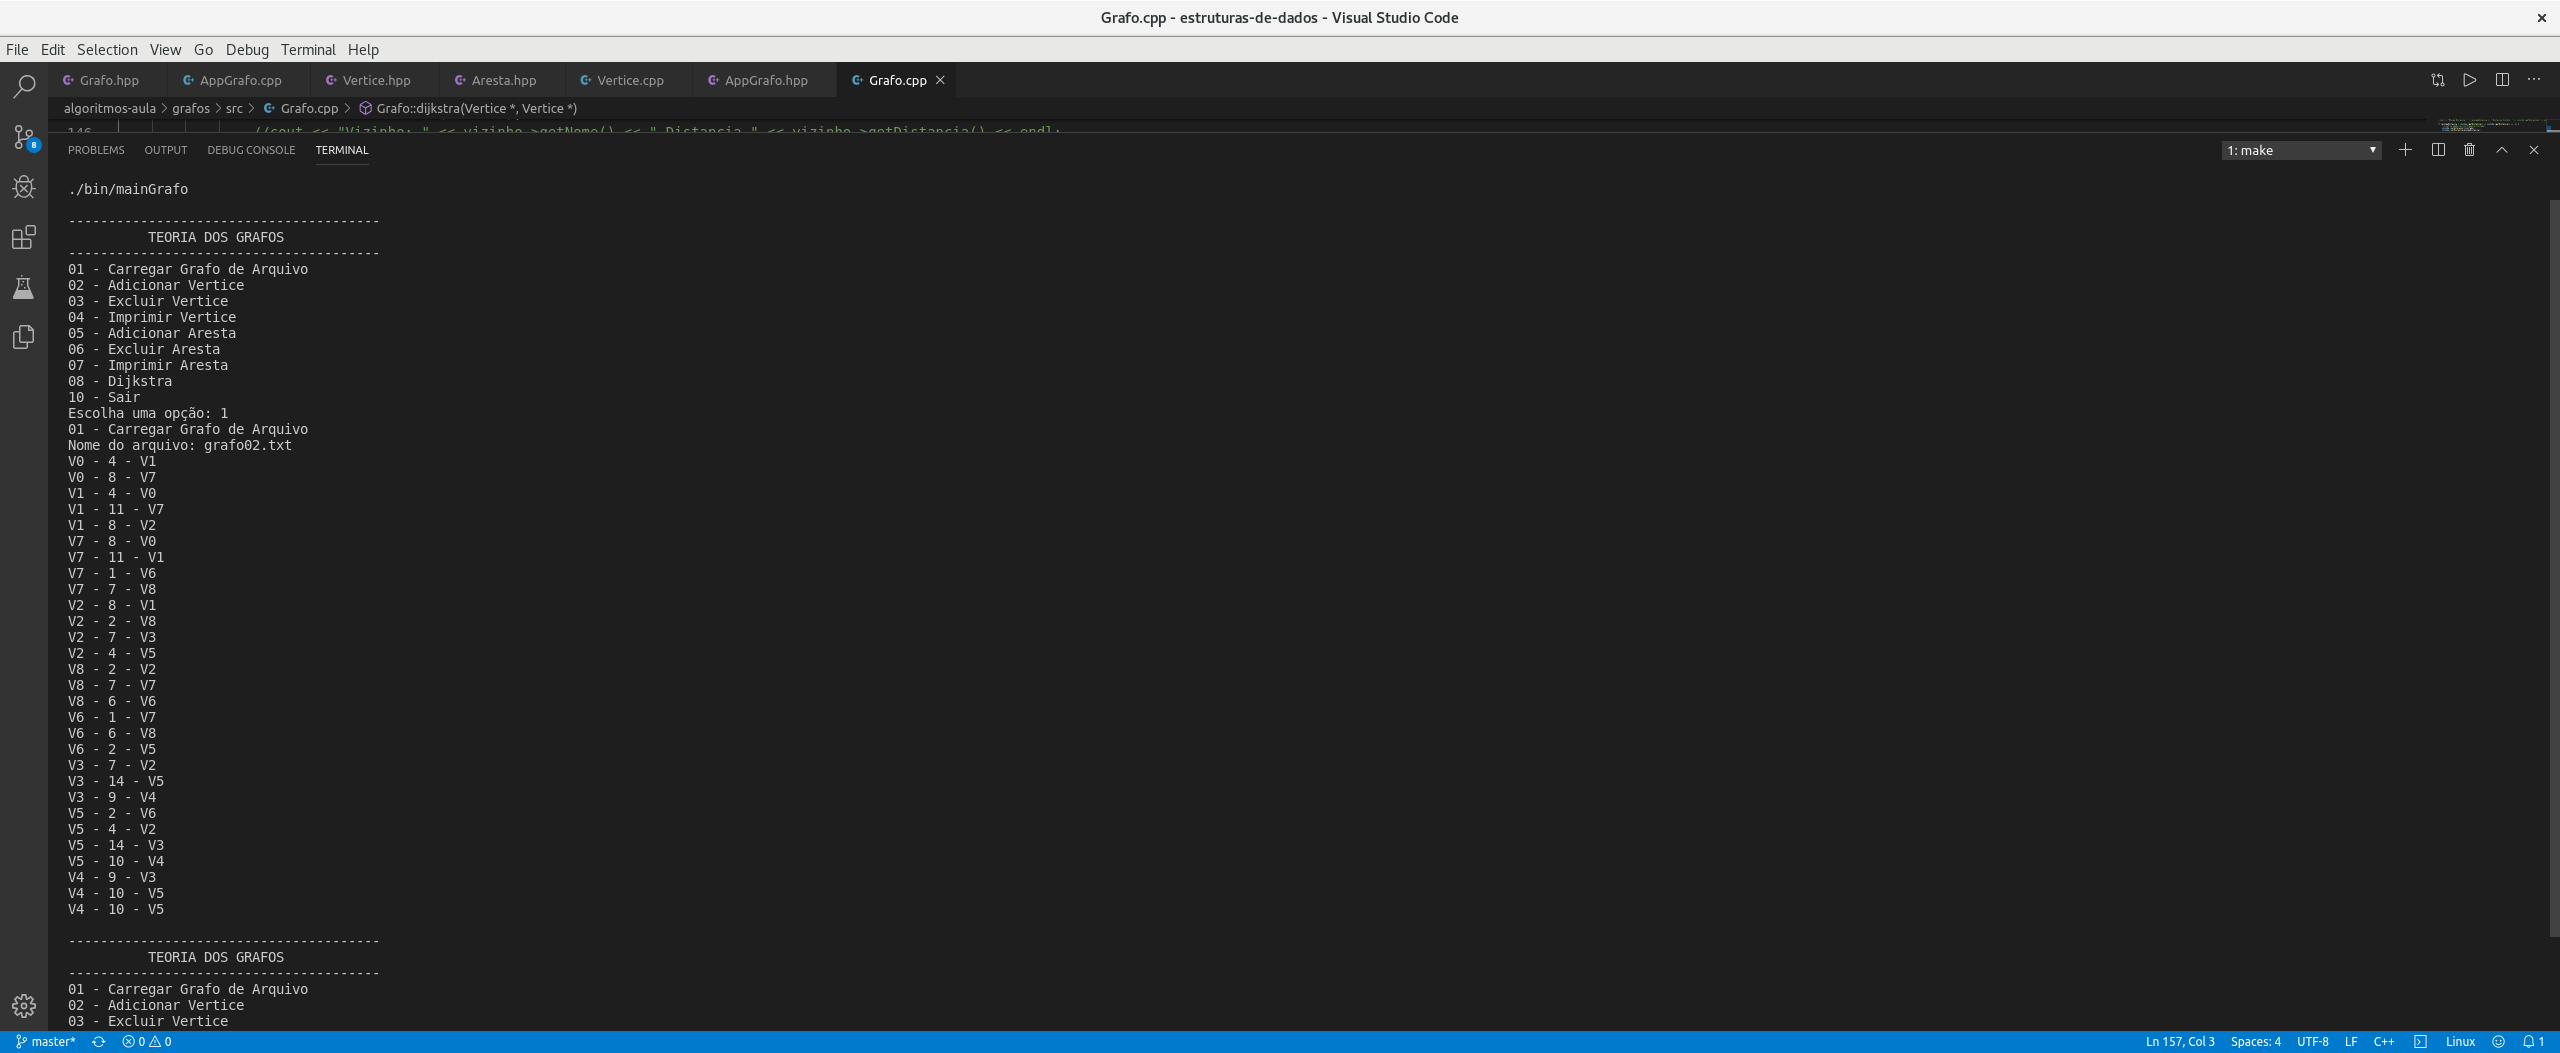 Grafo.cpp - estruturas-de-dados - Visual Studio Code
File Edit Selection View Go Debug Terminal Help
Grafo.hpp AppGrafo.cpp Vertice.hpp Aresta.hpp Vertice.cpp AppGrafo.hpp Grafo.cpp
algoritmos-aula > grafos > src > Grafo.cpp > Grafo::dijkstra(Vertice *, Vertice *)
146 //cout << "Vizinho: " << vizinho->getNome() << " Distancia " << vizinho->getDistancia() << endl;
8
PROBLEMS OUTPUT DEBUG CONSOLE TERMINAL 1: make
./bin/mainGrafo
---------------------------------------
TEORIA DOS GRAFOS
---------------------------------------
01 - Carregar Grafo de Arquivo
02 - Adicionar Vertice
03 - Excluir Vertice
04 - Imprimir Vertice
05 - Adicionar Aresta
06 - Excluir Aresta
07 - Imprimir Aresta
08 - Dijkstra
10 - Sair
Escolha uma opção: 1
01 - Carregar Grafo de Arquivo
Nome do arquivo: grafo02.txt
V0 - 4 - V1
V0 - 8 - V7
V1 - 4 - V0
V1 - 11 - V7
V1 - 8 - V2
V7 - 8 - V0
V7 - 11 - V1
V7 - 1 - V6
V7 - 7 - V8
V2 - 8 - V1
V2 - 2 - V8
V2 - 7 - V3
V2 - 4 - V5
V8 - 2 - V2
V8 - 7 - V7
V8 - 6 - V6
V6 - 1 - V7
V6 - 6 - V8
V6 - 2 - V5
V3 - 7 - V2
V3 - 14 - V5
V3 - 9 - V4
V5 - 2 - V6
V5 - 4 - V2
V5 - 14 - V3
V5 - 10 - V4
V4 - 9 - V3
V4 - 10 - V5
V4 - 10 - V5
---------------------------------------
TEORIA DOS GRAFOS
---------------------------------------
01 - Carregar Grafo de Arquivo
02 - Adicionar Vertice
03 - Excluir Vertice
master* 0 0 Ln 157, Col 3 Spaces: 4 UTF-8 LF C++ Linux 1